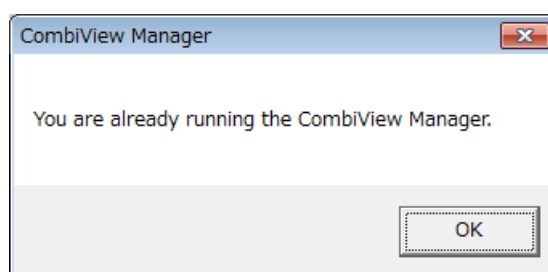 CombiView Manager
You are already running the CombiView Manager.
OK